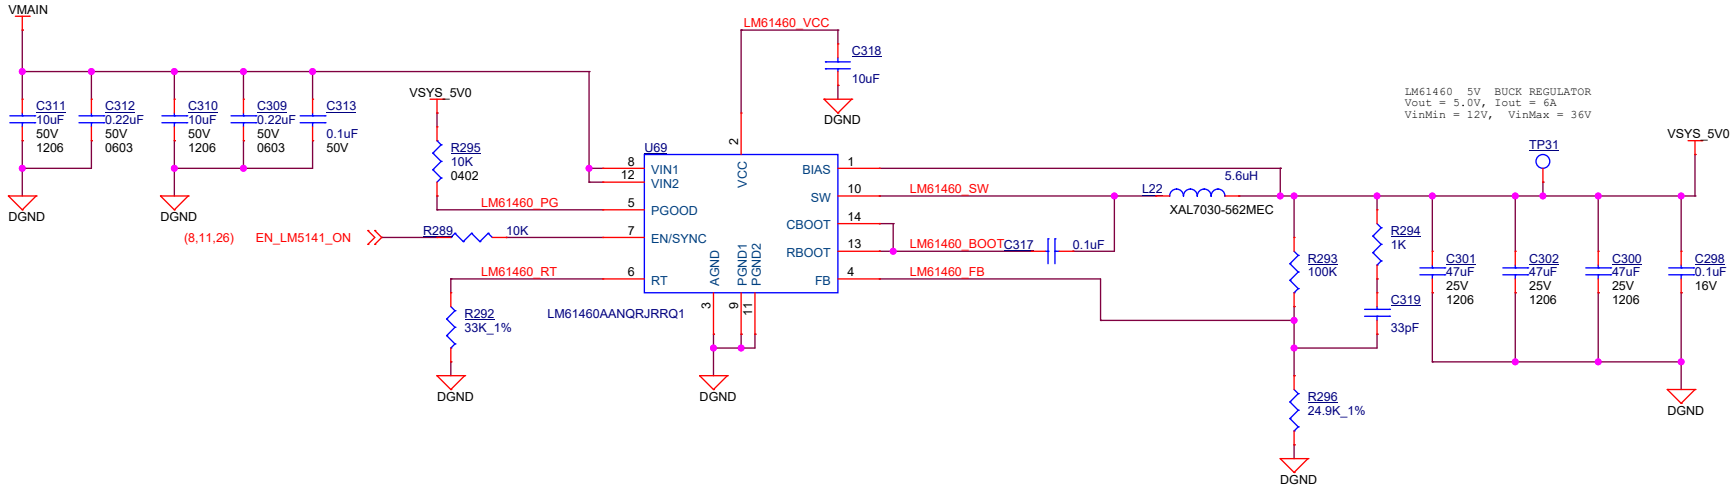 VMAIN
LM61460_VCC
C318
10uF
DGND
C311
10uF
50V
1206
C312
0.22uF
50V
0603
C310
10uF
50V
1206
C309
0.22uF
50V
0603
C313
0.1uF
50V
DGND
DGND
VSYS_5V0
R295
10K
0402
LM61460_PG
(8,11,26)
EN_LM5141_ON
R289
10K
LM61460_RT
R292
33K_1%
DGND
U69
2
VCC
8
VIN1
12
VIN2
5
PGOOD
7
EN/SYNC
6
RT
AGND
PGND1
PGND2
3
9
11
BIAS
1
SW
10
CBOOT
14
RBOOT
13
FB
4
LM61460AANQRJRRQ1
DGND
LM61460_SW
LM61460_BOOT
C317
0.1uF
LM61460_FB
L22
5.6uH
XAL7030-562MEC
LM61460 5V BUCK REGULATOR
Vout = 5.0V, Iout = 6A
VinMin = 12V, VinMax = 36V
TP31
VSYS_5V0
R293
100K
R294
1K
C319
33pF
R296
24.9K_1%
DGND
C301
47uF
25V
1206
C302
47uF
25V
1206
C300
47uF
25V
1206
C298
0.1uF
16V
DGND